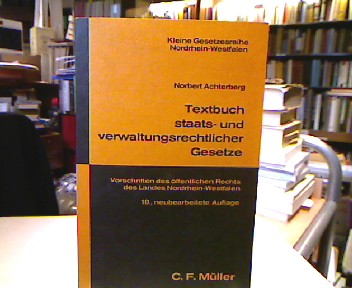 Kleine Gesetzesreihe
Nordrhein-Westfalen
Norbert Achterberg
Textbuch
staats- und
verwaltungsrechtlicher
Gesetze
Vorschriften des öffentlichen Rechts
des Landes Nordrhein-Westfalen
10., neubearbeitete Auflage
C. F. Müller